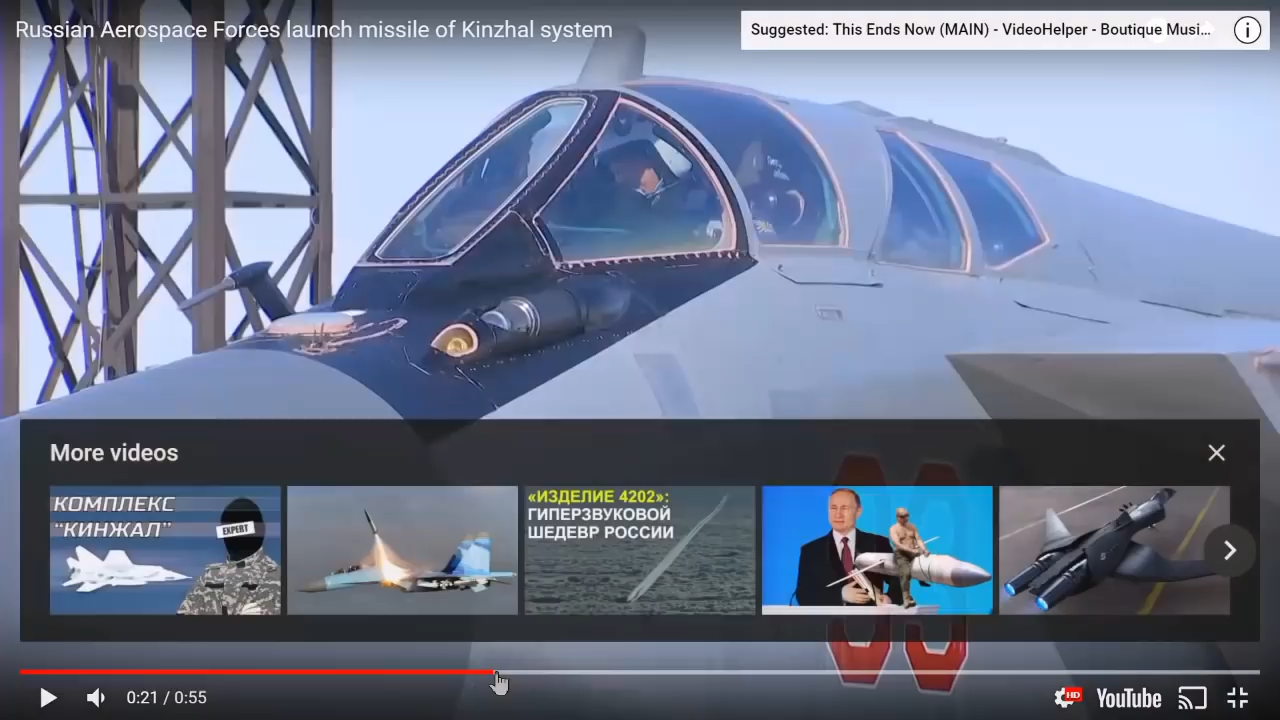 Russian Aerospace Forces launch missile of Kinzhal system
Suggested: This Ends Now (MAIN) - VideoHelper - Boutique Musi...
More videos
КОМПЛЕКС
"КИНЖАЛ"
EXPERT
«ИЗДЕЛИЕ 4202»:
ГИПЕРЗВУКОВОЙ
ШЕДЕВР РОССИИ
0:21 / 0:55
HD
YouTube